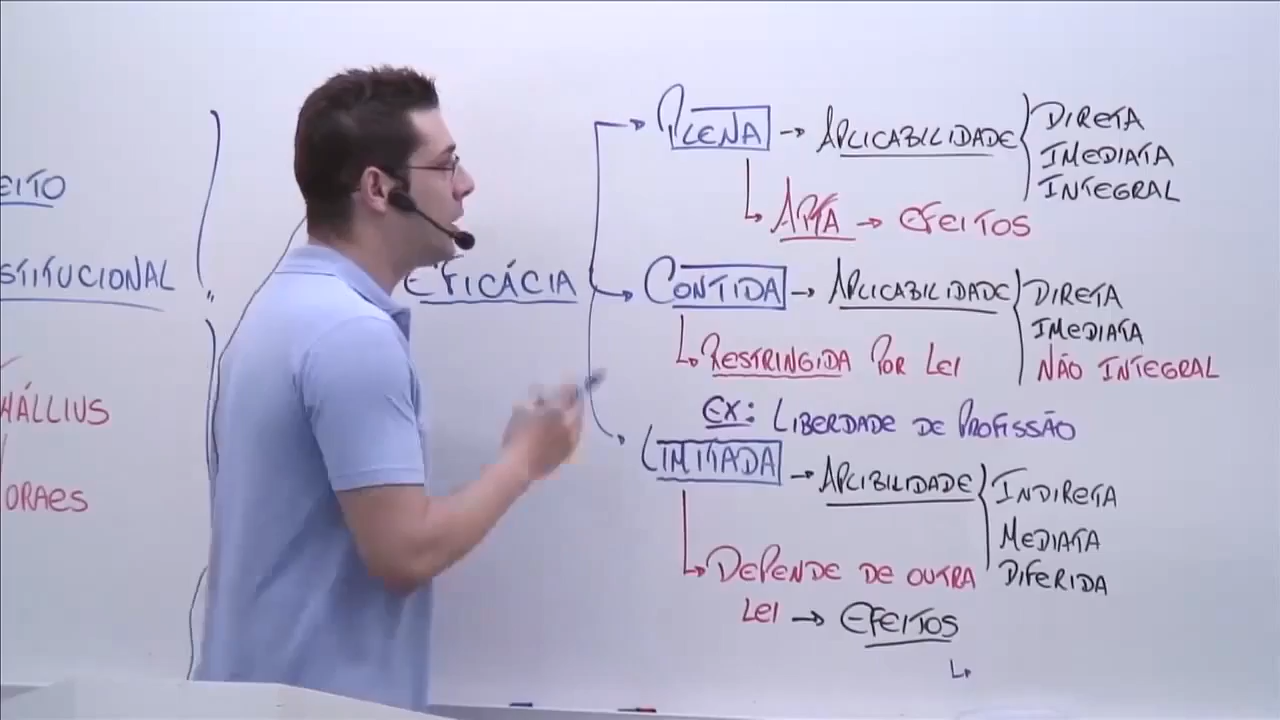 EITO
STITUCIONAL
HÁLLIUS
ORAES
EFICÁCIA
PLENA → APLICABILIDADE
DIRETA
IMEDIATA
INTEGRAL
APTA → EFEITOS
CONTIDA → APLICABILIDADE
DIRETA
IMEDIATA
NÃO INTEGRAL
RESTRINGIDA POR LEI
EX: LIBERDADE DE PROFISSÃO
LIMITADA → APLIBILIDADE
INDIRETA
MEDIATA
DIFERIDA
DEPENDE DE OUTRA
LEI → EFEITOS